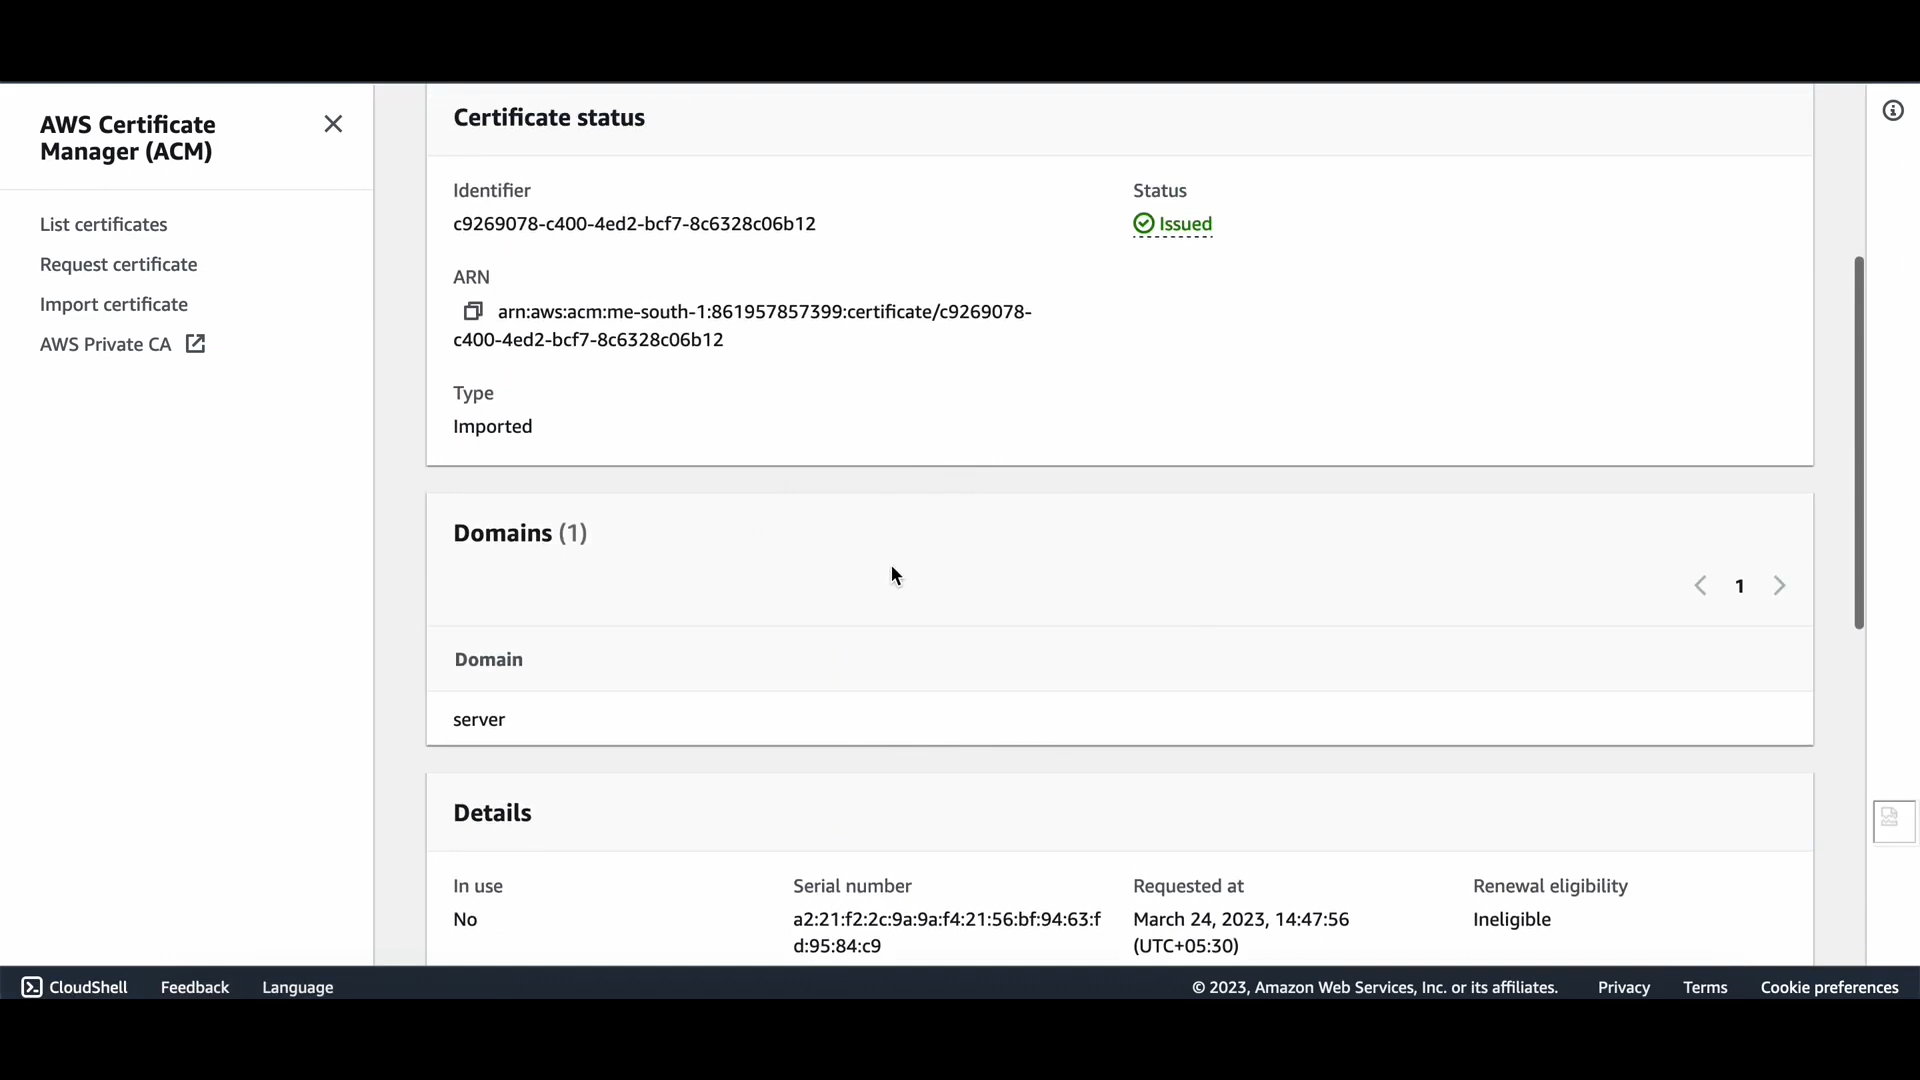 AWS Certificate
Manager (ACM)
List certificates
Request certificate
Import certificate
AWS Private CA
Certificate status
Identifier
c9269078-c400-4ed2-bcf7-8c6328c06b12
Status
Issued
ARN
arn:aws:acm:me-south-1:861957857399:certificate/c9269078-
c400-4ed2-bcf7-8c6328c06b12
Type
Imported
Domains (1)
1
Domain
server
Details
In use
No
Serial number
a2:21:f2:2c:9a:9a:f4:21:56:bf:94:63:f
d:95:84:c9
Requested at
March 24, 2023, 14:47:56
(UTC+05:30)
Renewal eligibility
Ineligible
CloudShell Feedback Language © 2023, Amazon Web Services, Inc. or its affiliates. Privacy Terms Cookie preferences